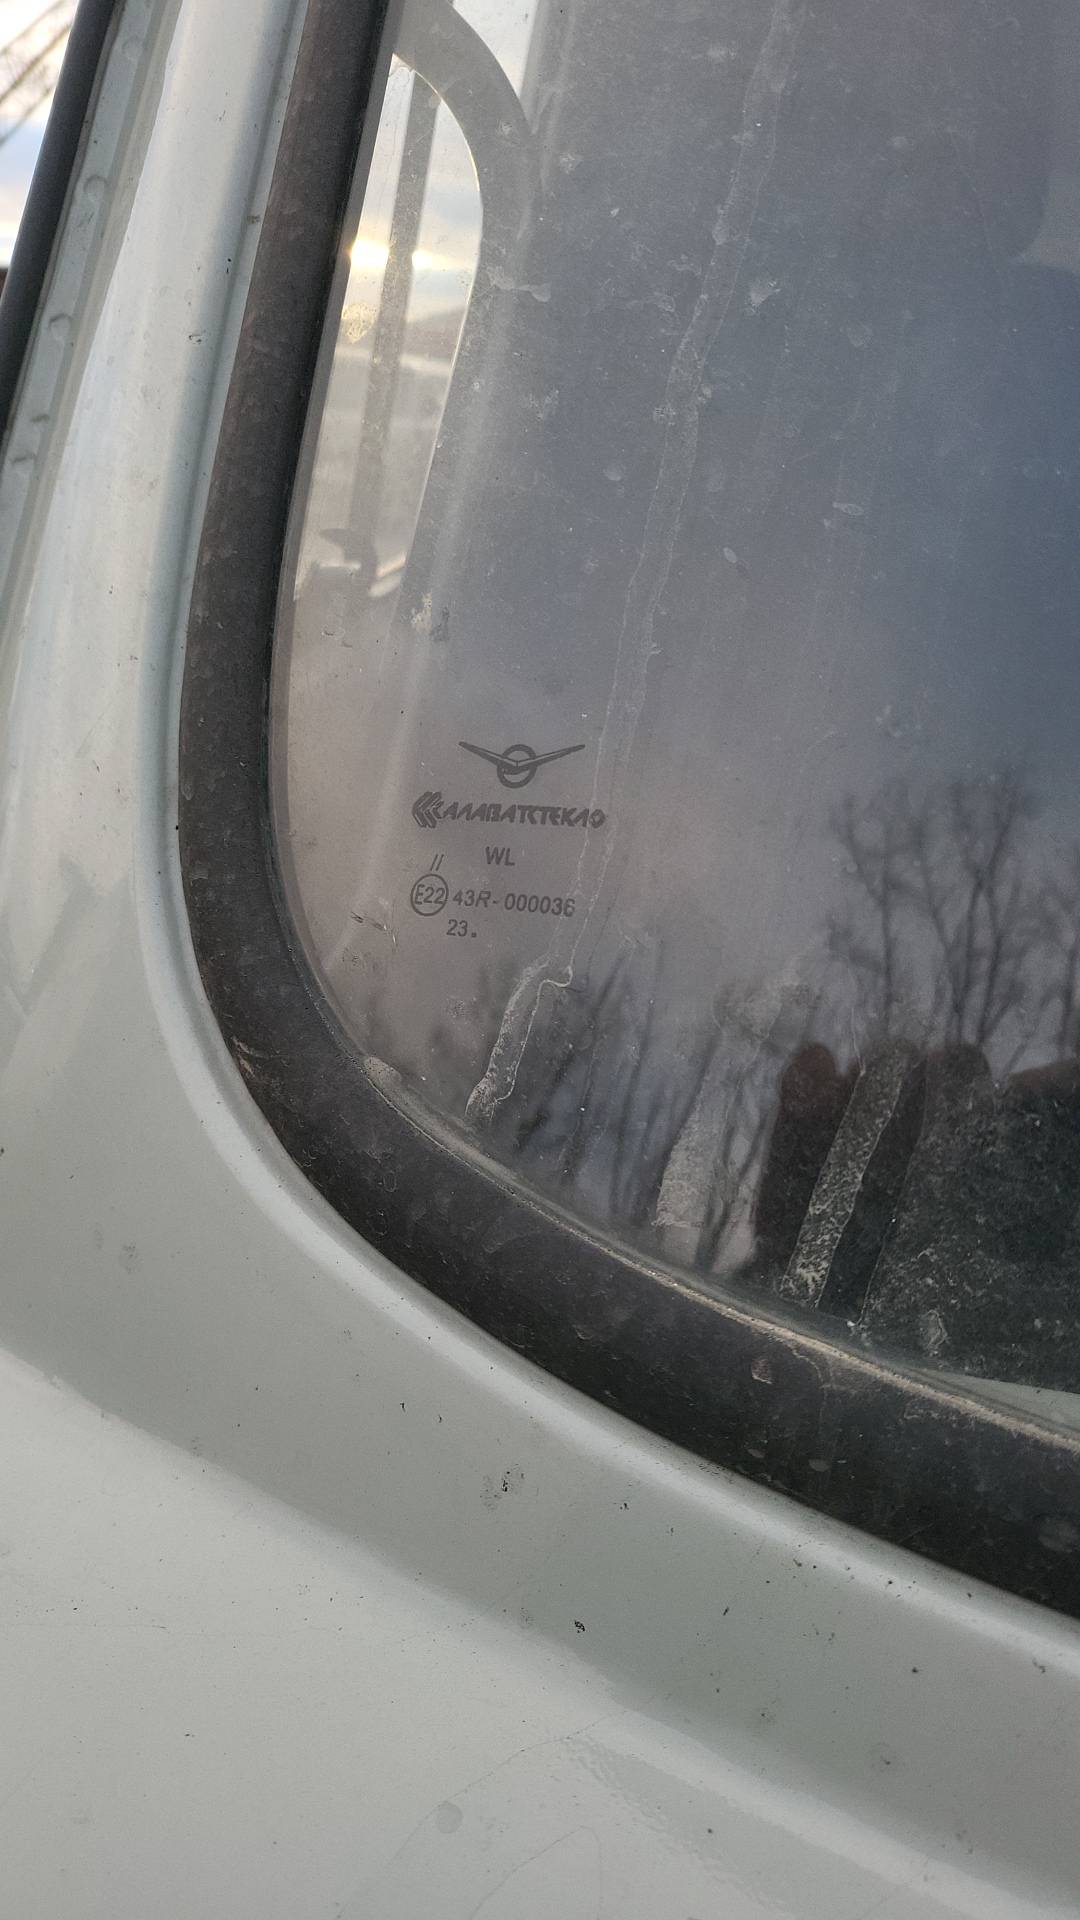 САЛАВАТСТЕКЛО
WL
II
E22 43R-000036
23.